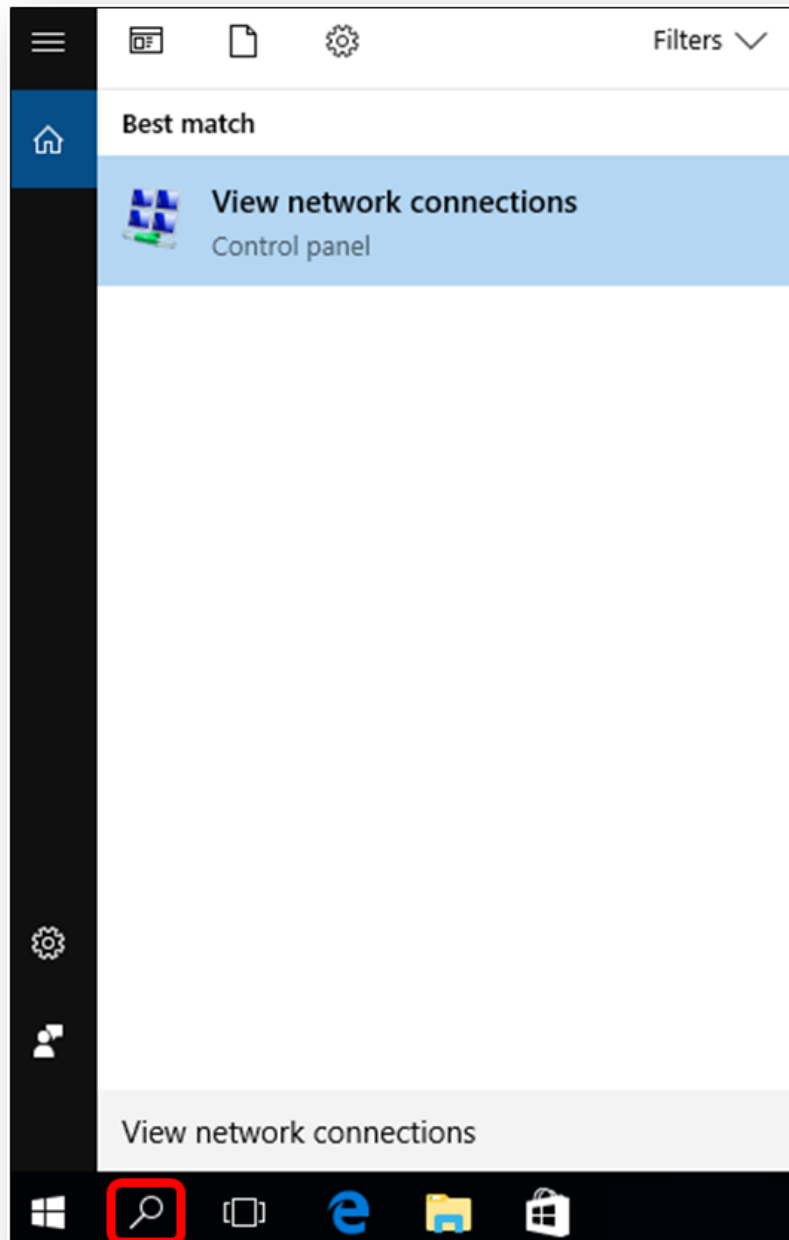 Filters
Best match
View network connections
Control panel
View network connections